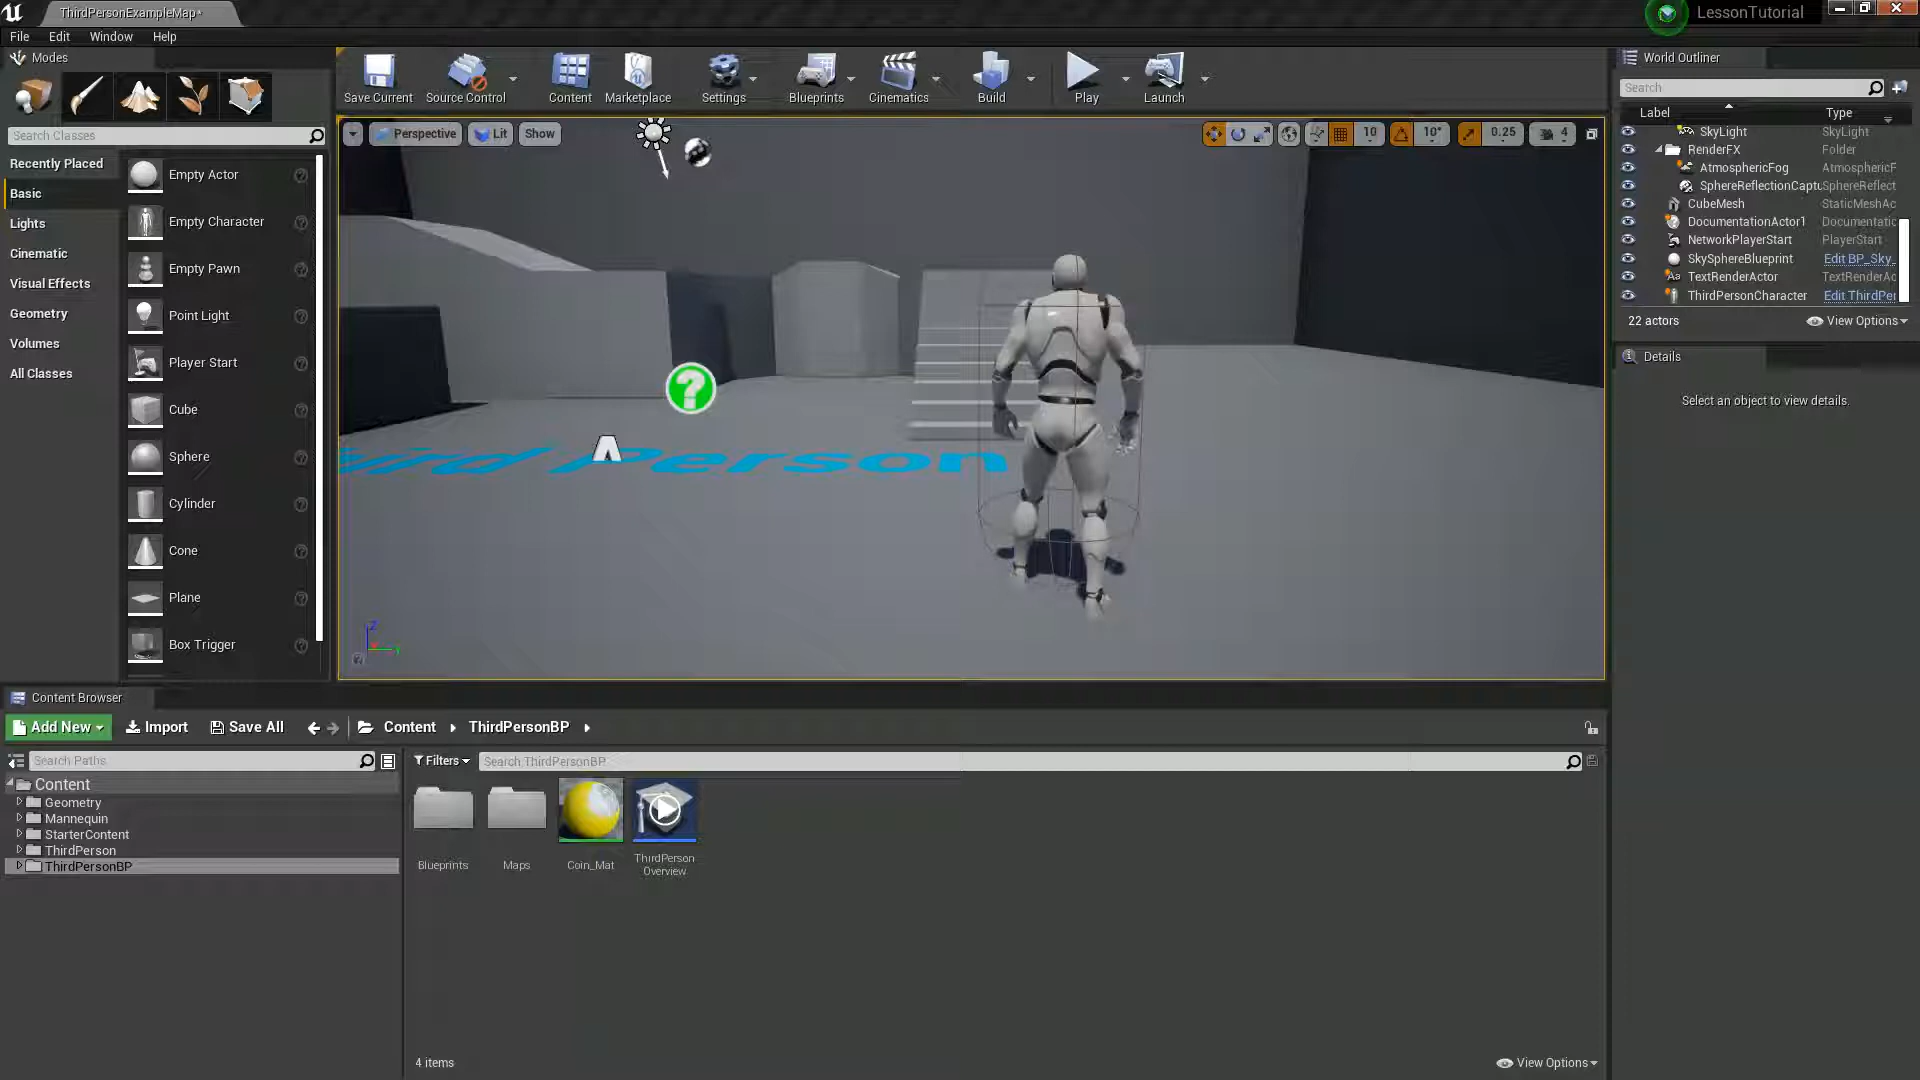 ThirdPersonExampleMap*
LessonTutorial
File Edit Window Help
Modes
Search Classes
Recently Placed
Basic
Lights
Cinematic
Visual Effects
Geometry
Volumes
All Classes
Empty Actor
Empty Character
Empty Pawn
Point Light
Player Start
Cube
Sphere
Cylinder
Cone
Plane
Box Trigger
Save Current
Source Control
Content
Marketplace
Settings
Blueprints
Cinematics
Build
Play
Launch
Perspective Lit Show
10 10° 0.25 4
ird Person
Z
World Outliner
Search
Label Type
SkyLight SkyLight
RenderFX Folder
AtmosphericFog AtmosphericF
SphereReflectionCaptu SphereReflect
CubeMesh StaticMeshAc
DocumentationActor1 Documentatic
NetworkPlayerStart PlayerStart
SkySphereBlueprint Edit BP_Sky_
TextRenderActor TextRenderAc
ThirdPersonCharacter Edit ThirdPer
22 actors View Options
Details
Select an object to view details.
Content Browser
Add New Import Save All Content ThirdPersonBP
Search Paths
Filters Search ThirdPersonBP
Content
Geometry
Mannequin
StarterContent
ThirdPerson
ThirdPersonBP
Blueprints
Maps
Coin_Mat
ThirdPerson
Overview
4 items
View Options